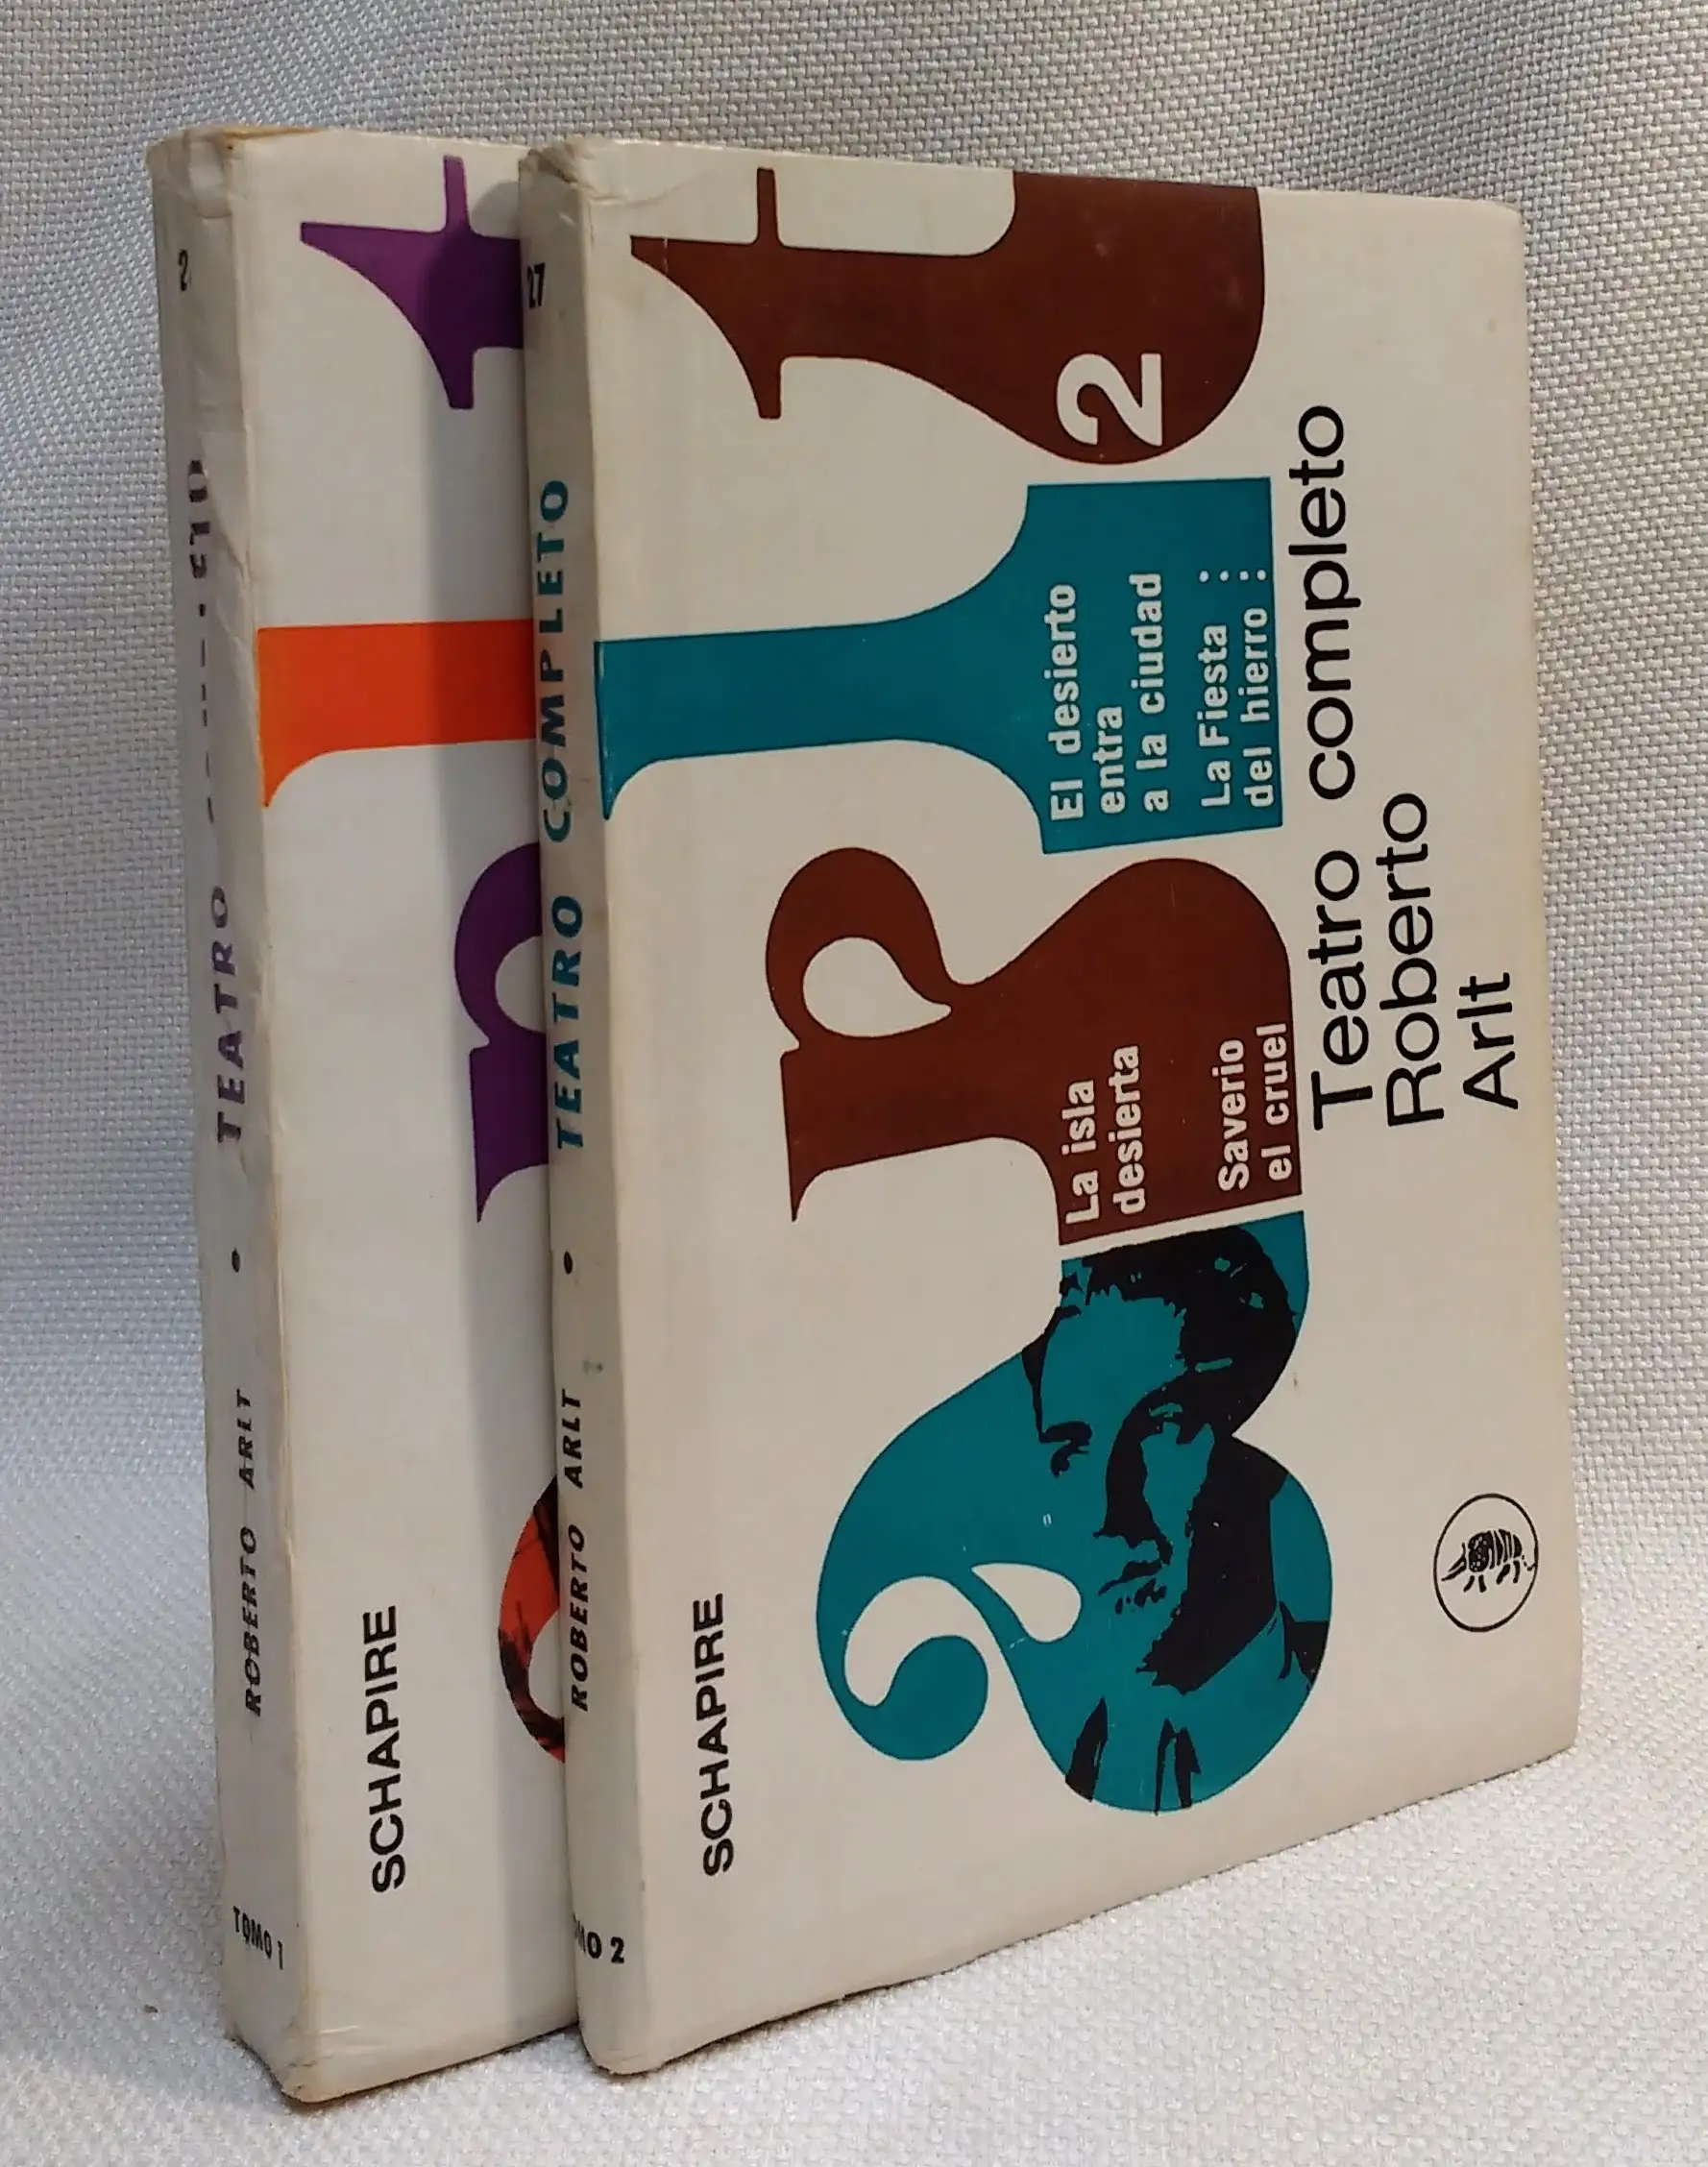 2
TEATRO
ROBERTO ARLT
TOMO 1
SCHAPIRE
27
TEATRO COMPLETO
ROBERTO ARLT
TOMO 2
SCHAPIRE
arlt
2
El desierto
entra
a la ciudad
La Fiesta :
del hierro :
La isla
desierta
Saverio
el cruel
Teatro completo
Roberto
Arlt